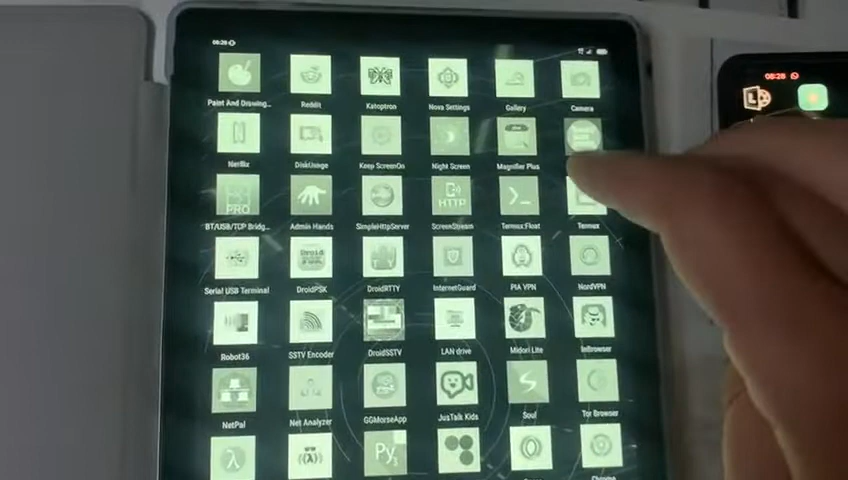 08:28
08:28
Paint And Drawing... Reddit Katoptron Nova Settings Gallery Camera
Netflix DiskUsage Keep ScreenOn Night Screen Magnifier Plus
PRO HTTP
BT/USB/TCP Bridg... Admin Hands SimpleHttpServer ScreenStream Termux:Float Termux
Serial USB Terminal DroidPSK DroidRTTY InternetGuard PIA VPN NordVPN
Robot36 SSTV Encoder DroidSSTV LAN drive Midori Lite InBrowser
NetPal Net Analyzer GGMorseApp JusTalk Kids Soul Tor Browser
Py
Chrome